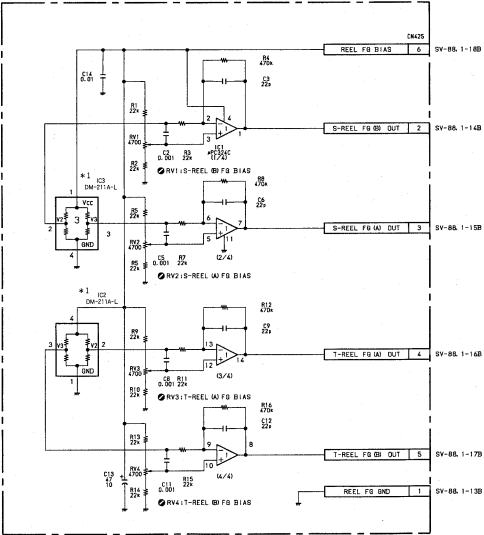 CN425
REEL FG BIAS 6 SV-88. 1-18B
R4
470k
C14
0.01
C3
22p
R1
22k
2 4
S-REEL FG (B) OUT 2 SV-88. 1-14B
RV1
4700
3 1
C2
0.001
R3
22k
IC1
μPC324C
(1/4)
R2
22k
RV1:S-REEL (B) FG BIAS
*1 IC3
DM-211A-L
R8
470k
1
Vcc
C6
22p
R5
22k
V2 3 V3
2 3
6 7
S-REEL FG (A) OUT 3 SV-88. 1-15B
GND
4
RV2
4700
5 11
C5
0.001
R7
22k
(2/4)
R5
22k
RV2:S-REEL (A) FG BIAS
*1 IC2
DM-211A-L
R12
470k
4
C9
22p
R9
22k
3 V3 V2 2
13
T-REEL FG (A) OUT 4 SV-88. 1-16B
GND
1
RV3
4700
12 14
C8
0.001
R11
22k
(3/4)
R10
22k
RV3:T-REEL (A) FG BIAS
R16
470k
C12
22p
R13
22k
9 8
T-REEL FG (B) OUT 5 SV-88. 1-17B
C13
47
10
RV4
4700
10
C11
0.001
R15
22k
(4/4)
R14
22k
REEL FG GND 1 SV-88. 1-13B
RV4:T-REEL (B) FG BIAS